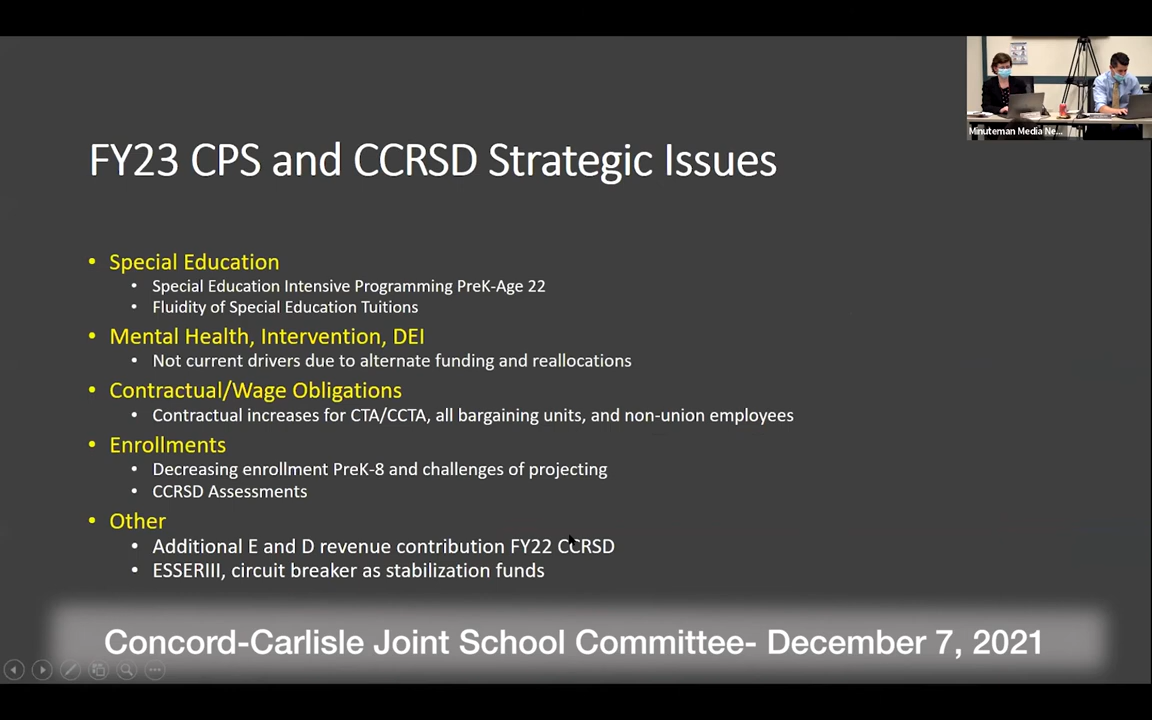 Minuteman Media Ne...
FY23 CPS and CCRSD Strategic Issues
• Special Education
• Special Education Intensive Programming PreK-Age 22
• Fluidity of Special Education Tuitions
• Mental Health, Intervention, DEI
• Not current drivers due to alternate funding and reallocations
• Contractual/Wage Obligations
• Contractual increases for CTA/CCTA, all bargaining units, and non-union employees
• Enrollments
• Decreasing enrollment PreK-8 and challenges of projecting
• CCRSD Assessments
• Other
• Additional E and D revenue contribution FY22 CCRSD
• ESSERIII, circuit breaker as stabilization funds
Concord-Carlisle Joint School Committee- December 7, 2021